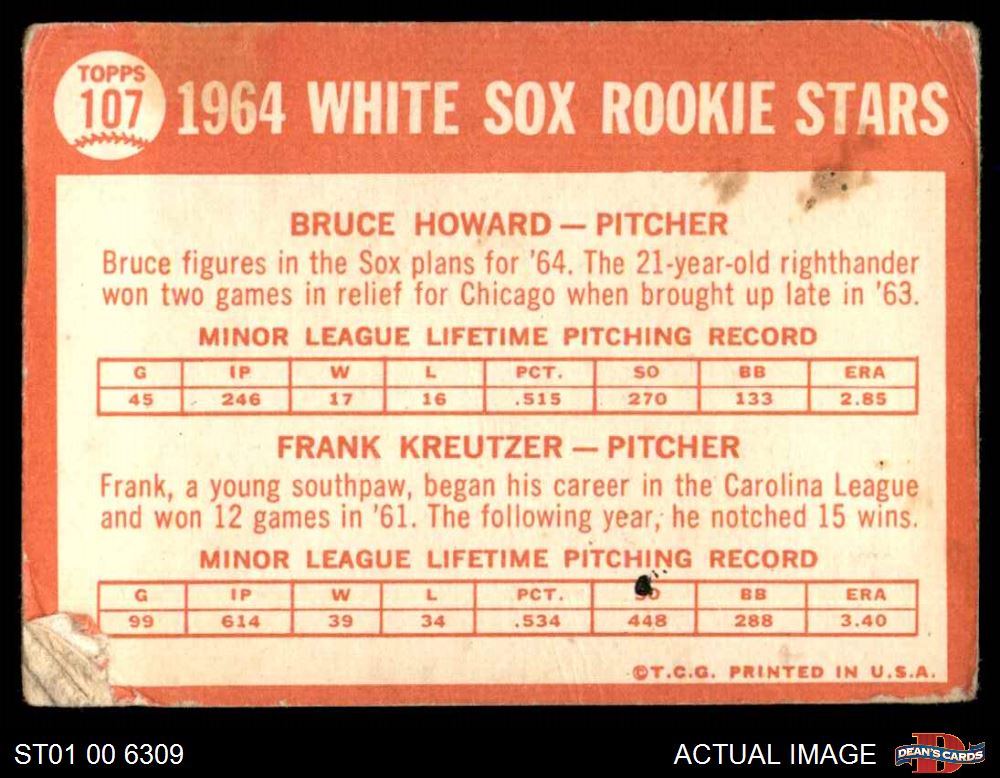 TOPPS
107
1964 WHITE SOX ROOKIE STARS
BRUCE HOWARD — PITCHER
Bruce figures in the Sox plans for '64. The 21-year-old righthander
won two games in relief for Chicago when brought up late in '63.
MINOR LEAGUE LIFETIME PITCHING RECORD
G IP W L PCT. SO BB ERA
45 246 17 16 .515 270 133 2.85
FRANK KREUTZER — PITCHER
Frank, a young southpaw, began his career in the Carolina League
and won 12 games in '61. The following year, he notched 15 wins.
MINOR LEAGUE LIFETIME PITCHING RECORD
G IP W L PCT. SO BB ERA
99 614 39 34 .534 448 288 3.40
©T.C.G. PRINTED IN U.S.A.
ST01 00 6309
ACTUAL IMAGE
DEAN'S CARDS